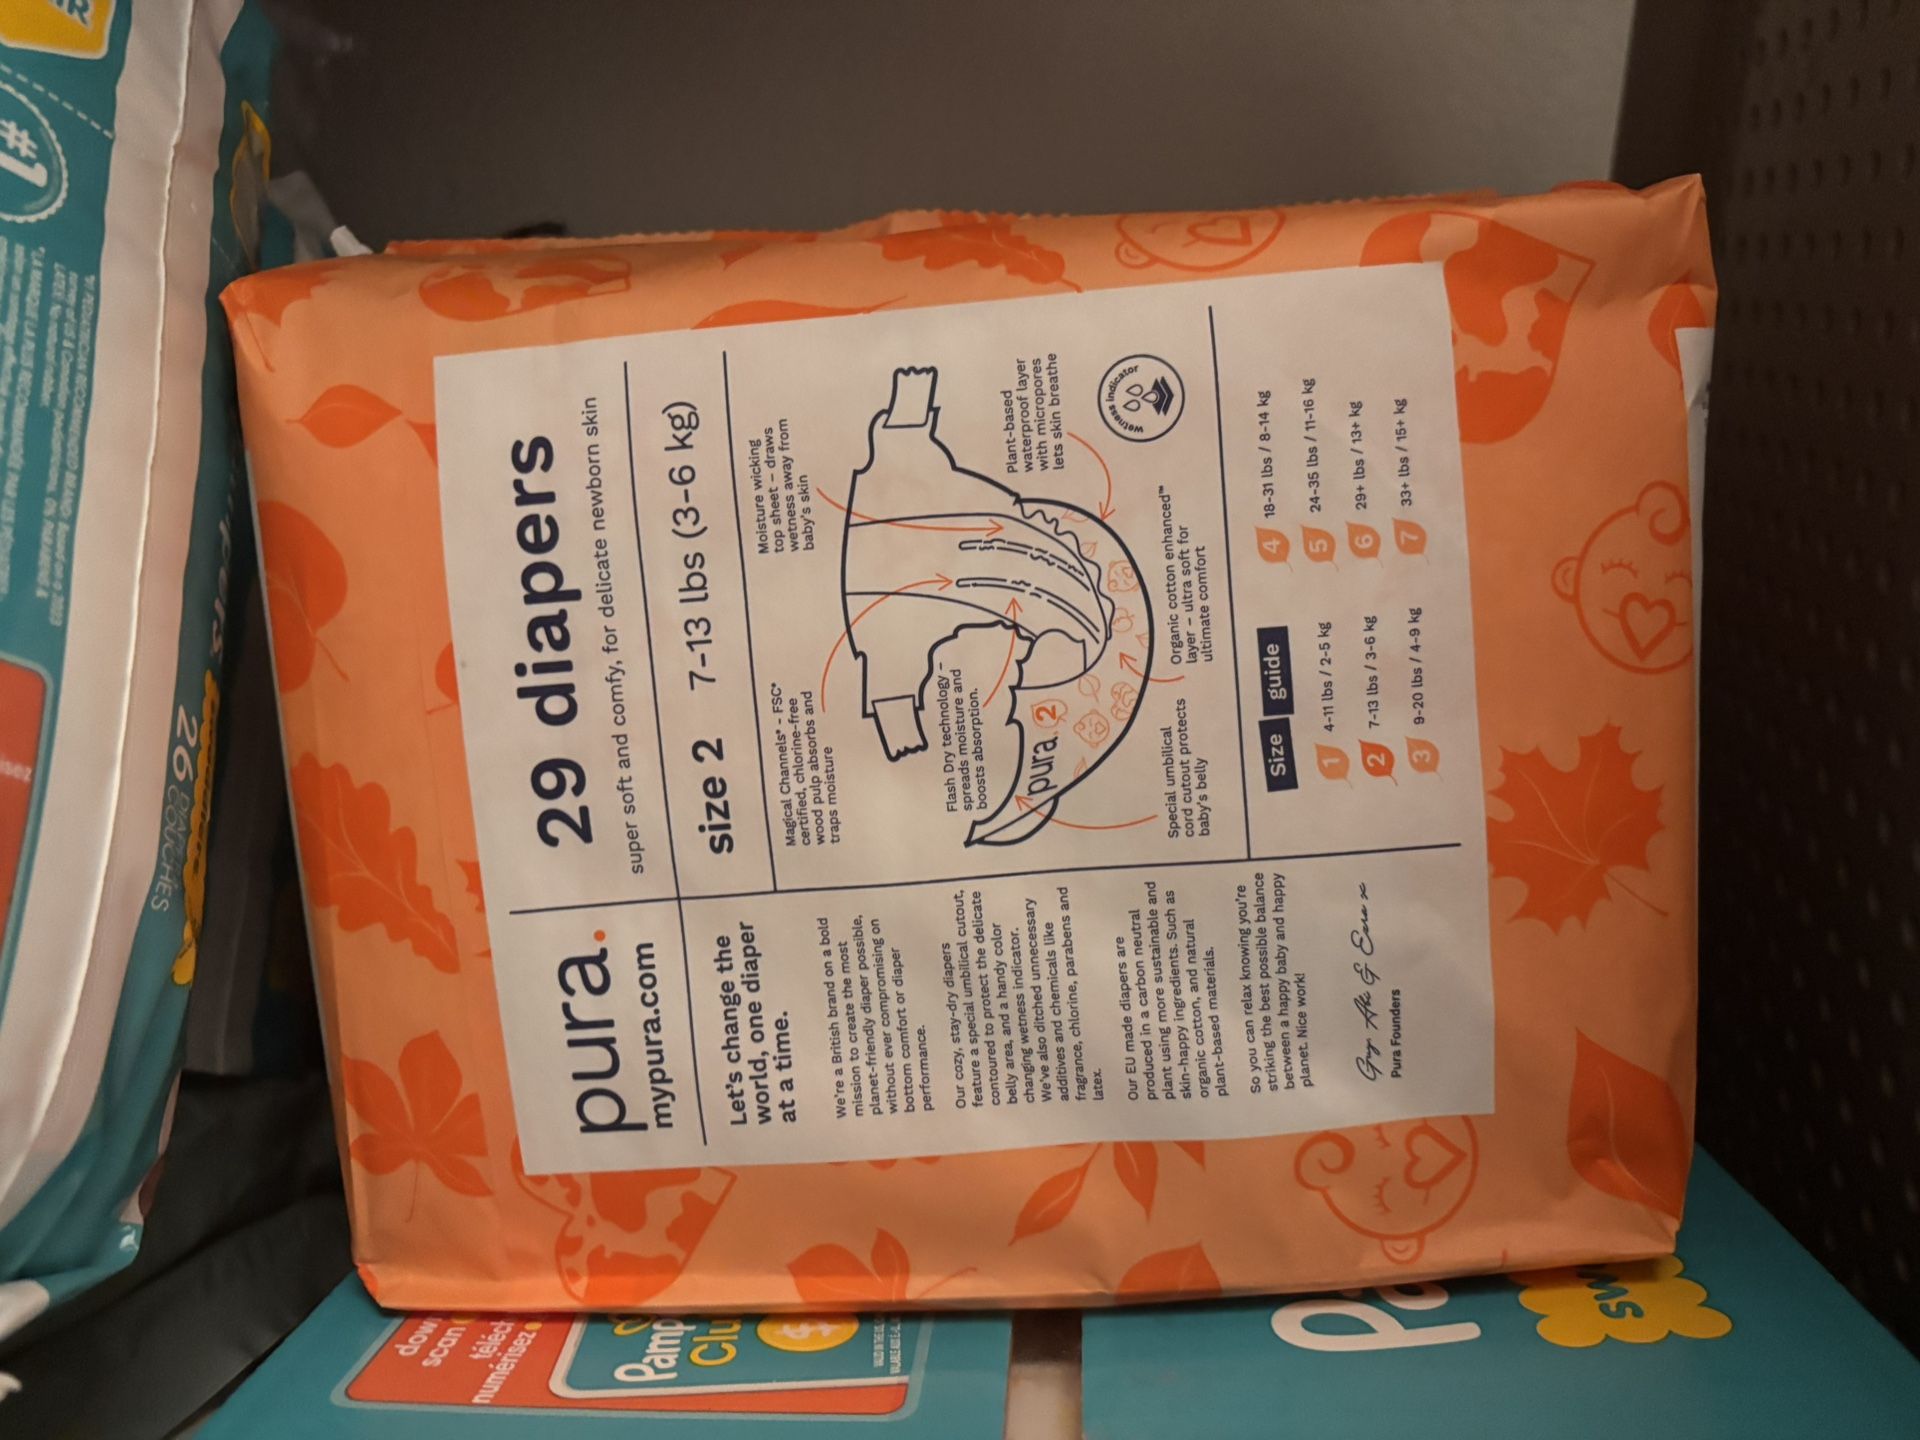 pura.
mypura.com
29 diapers
super soft and comfy, for delicate newborn skin
size 2 7-13 lbs (3-6 kg)
Let's change the
world, one diaper
at a time.
We're a British brand on a bold
mission to create the most
planet-friendly diaper possible,
without ever compromising on
bottom comfort or diaper
performance.
Our cozy, stay-dry diapers
feature a special umbilical cutout,
contoured to protect the delicate
belly area, and a handy color
changing wetness indicator.
We've also ditched unnecessary
additives and chemicals like
fragrance, chlorine, parabens and
latex.
Our EU made diapers are
produced in a carbon neutral
plant using more sustainable and
skin-happy ingredients. Such as
organic cotton, and natural
plant-based materials.
So you can relax knowing you're
striking the best possible balance
between a happy baby and happy
planet. Nice work!
Pura Founders
Magical Channels* - FSC®
certified, chlorine-free
wood pulp absorbs and
traps moisture
Moisture wicking
top sheet – draws
wetness away from
baby's skin
Flash Dry technology –
spreads moisture and
boosts absorption.
Plant-based
waterproof layer
with micropores
lets skin breathe
pura. 2
wetness indicator
Special umbilical
cord cutout protects
baby's belly
Organic cotton enhanced™
layer – ultra soft for
ultimate comfort
size guide
1 4-11 lbs / 2-5 kg
2 7-13 lbs / 3-6 kg
3 9-20 lbs / 4-9 kg
4 18-31 lbs / 8-14 kg
5 24-35 lbs / 11-16 kg
6 29+ lbs / 13+ kg
7 33+ lbs / 15+ kg
#1
26 DIAPERS
COUCHES
scan
numérisez
Clu